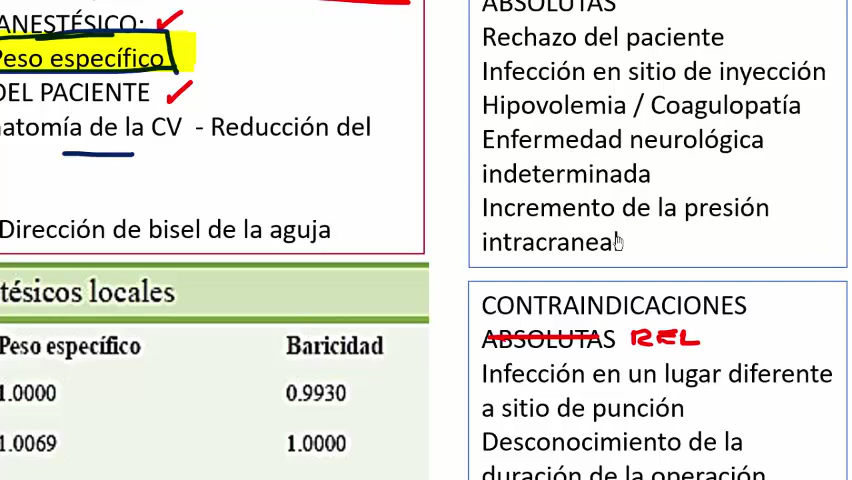 ANESTÉSICO:
Peso específico
DEL PACIENTE
natomía de la CV - Reducción del
Dirección de bisel de la aguja
tésicos locales
Peso específico Baricidad
1.0000 0.9930
1.0069 1.0000
ABSOLUTAS
Rechazo del paciente
Infección en sitio de inyección
Hipovolemia / Coagulopatía
Enfermedad neurológica
indeterminada
Incremento de la presión
intracraneal
CONTRAINDICACIONES
ABSOLUTAS REL
Infección en un lugar diferente
a sitio de punción
Desconocimiento de la
duración de la operación